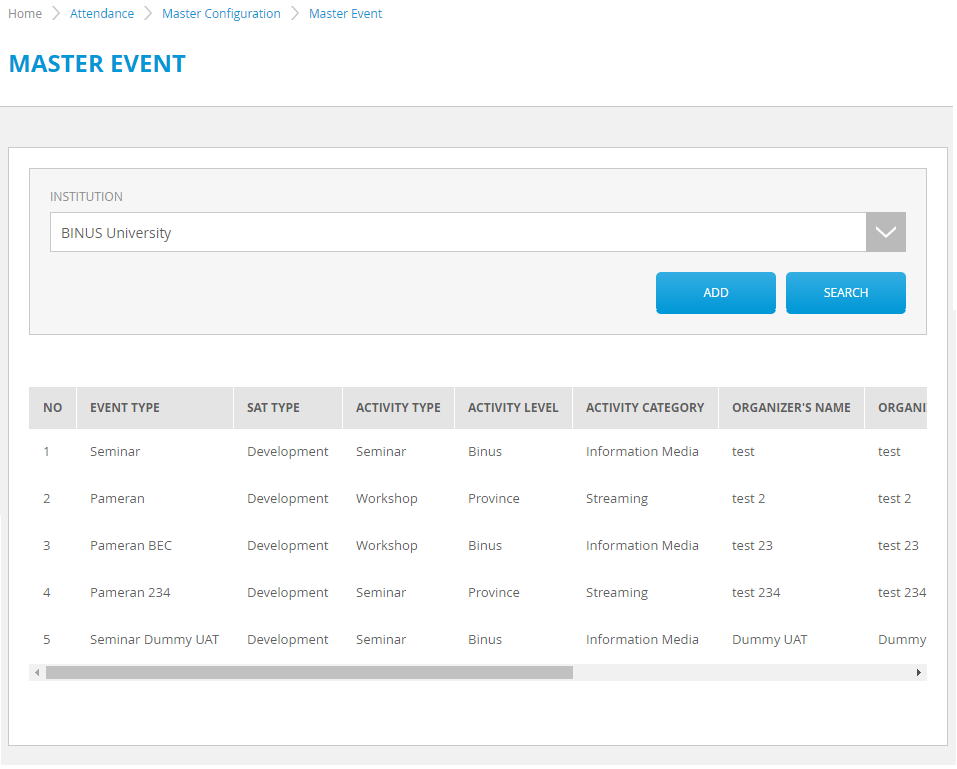 Home Attendance Master Configuration Master Event
MASTER EVENT
INSTITUTION
BINUS University
ADD SEARCH
NO EVENT TYPE SAT TYPE ACTIVITY TYPE ACTIVITY LEVEL ACTIVITY CATEGORY ORGANIZER'S NAME ORGANI
1 Seminar Development Seminar Binus Information Media test test
2 Pameran Development Workshop Province Streaming test 2 test 2
3 Pameran BEC Development Workshop Binus Information Media test 23 test 23
4 Pameran 234 Development Seminar Province Streaming test 234 test 234
5 Seminar Dummy UAT Development Seminar Binus Information Media Dummy UAT Dummy